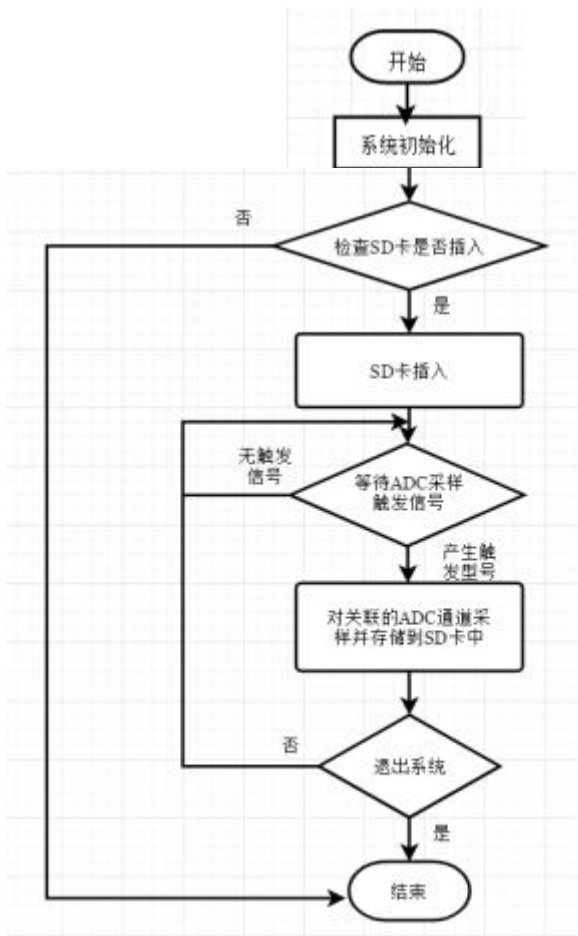 开始
系统初始化
否
检查SD卡是否插入
是
SD卡插入
无触发
信号
等待ADC采样
触发信号
产生触
发型号
对关联的ADC通道采
样并存储到SD卡中
否
退出系统
是
结束